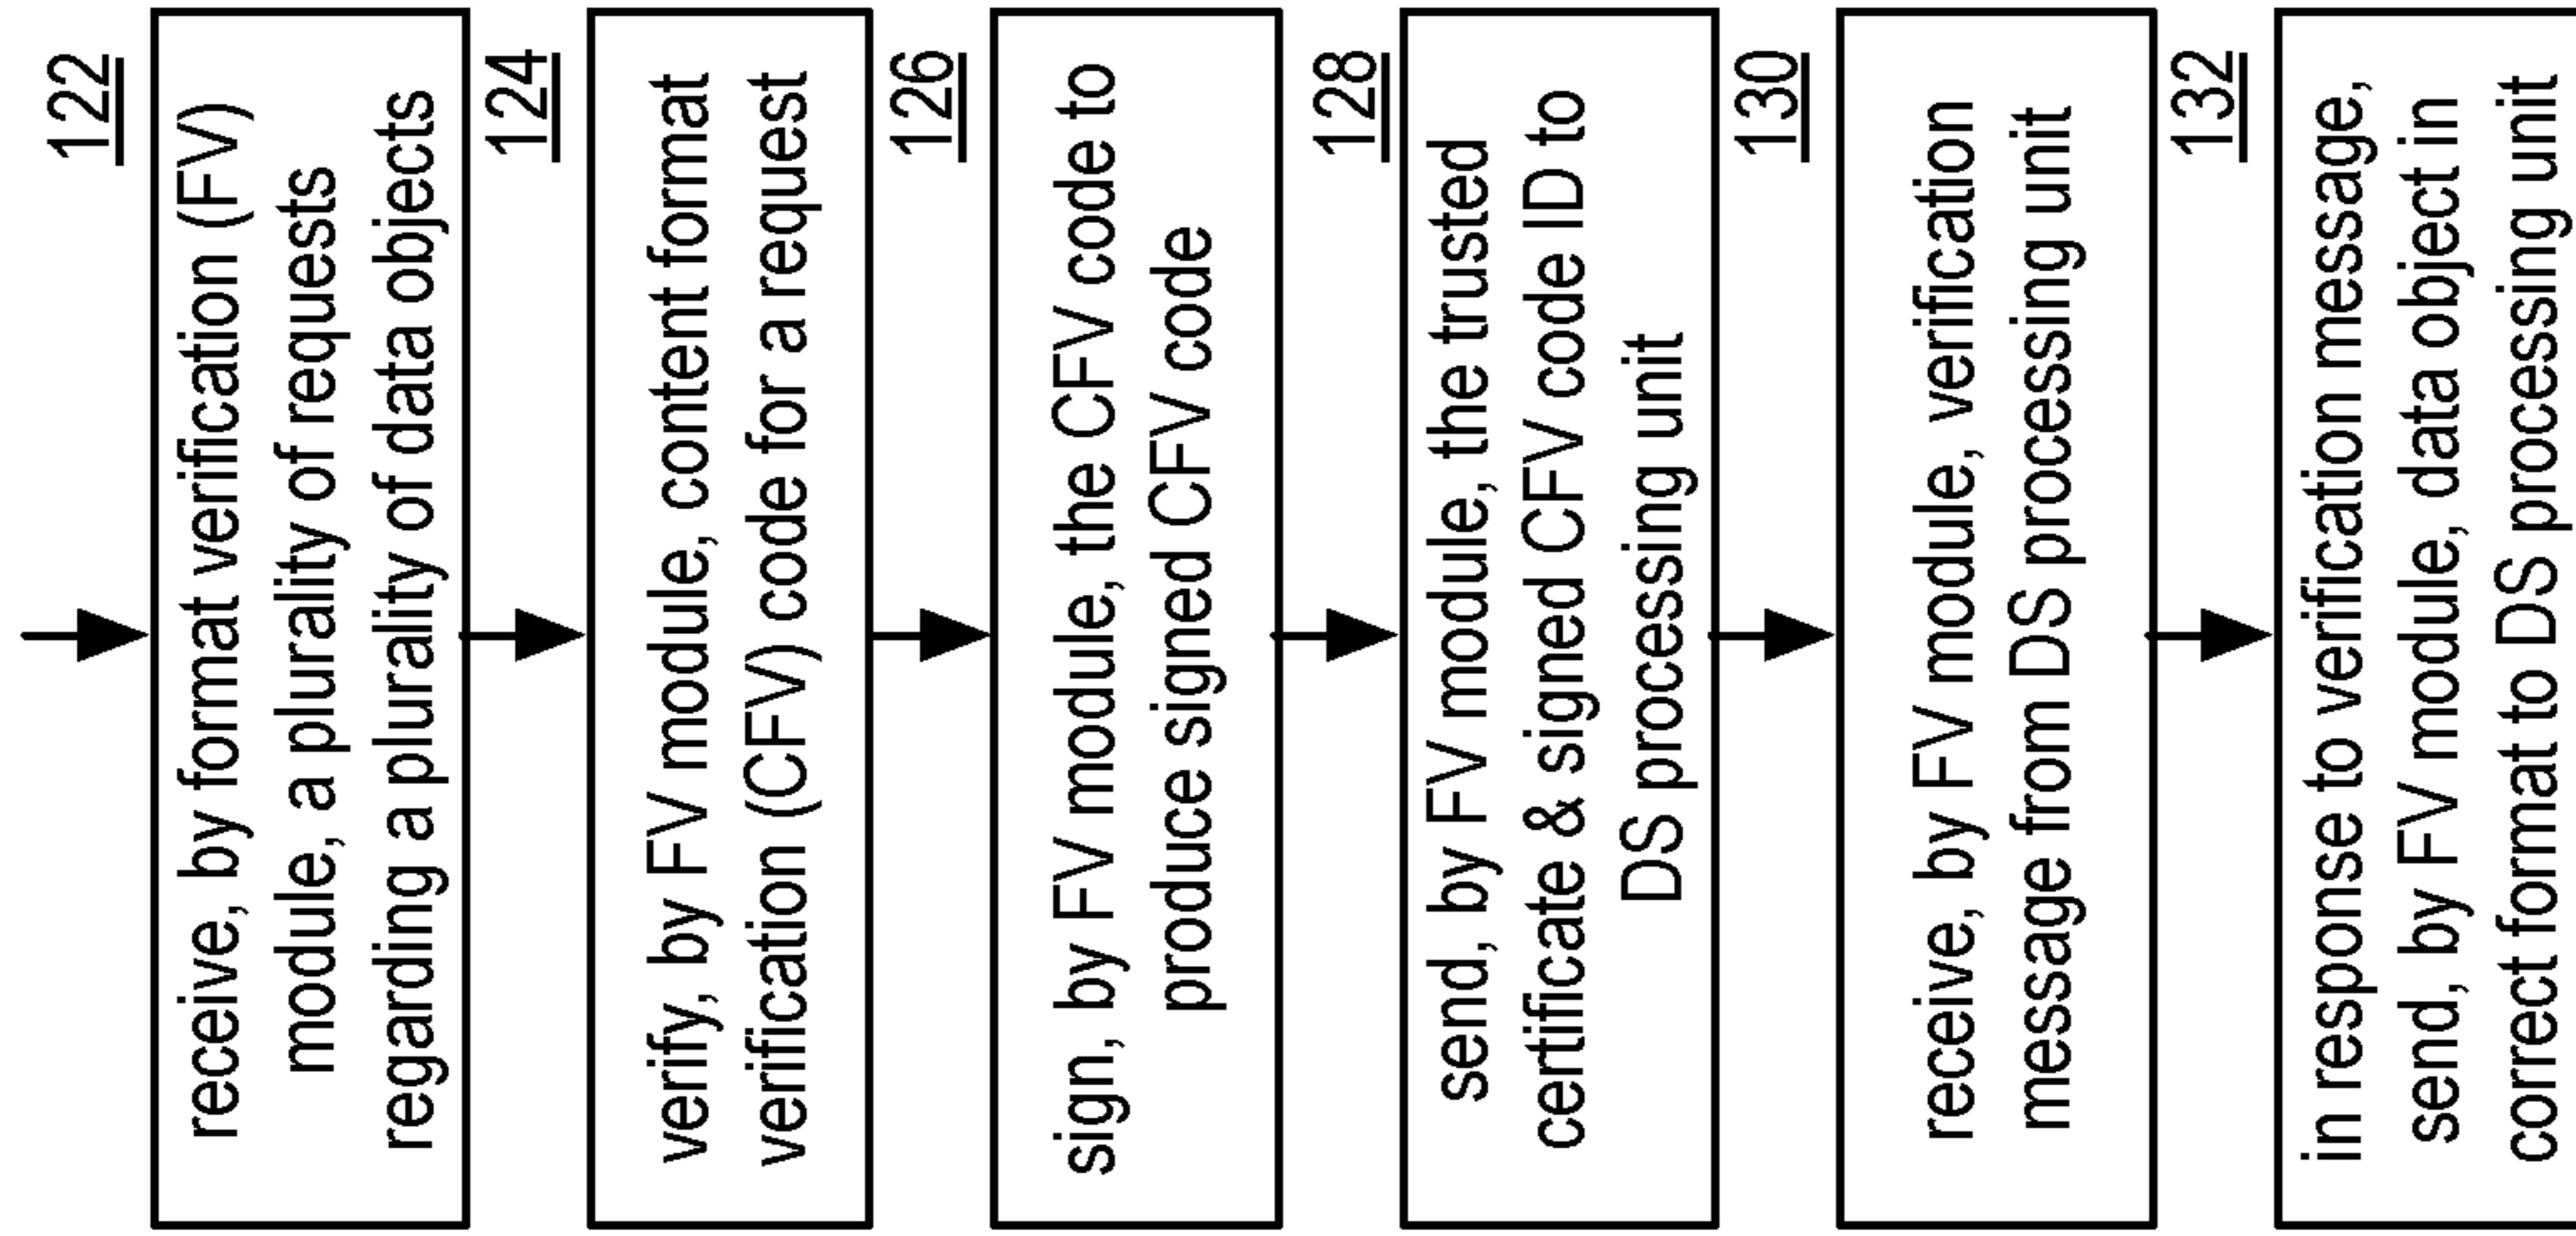 122
receive, by format verification (FV)
module, a plurality of requests
regarding a plurality of data objects
124
verify, by FV module, content format
verification (CFV) code for a request
126
sign, by FV module, the CFV code to
produce signed CFV code
128
send, by FV module, the trusted
certificate & signed CFV code ID to
DS processing unit
130
receive, by FV module, verification
message from DS processing unit
132
in response to verification message,
send, by FV module, data object in
correct format to DS processing unit